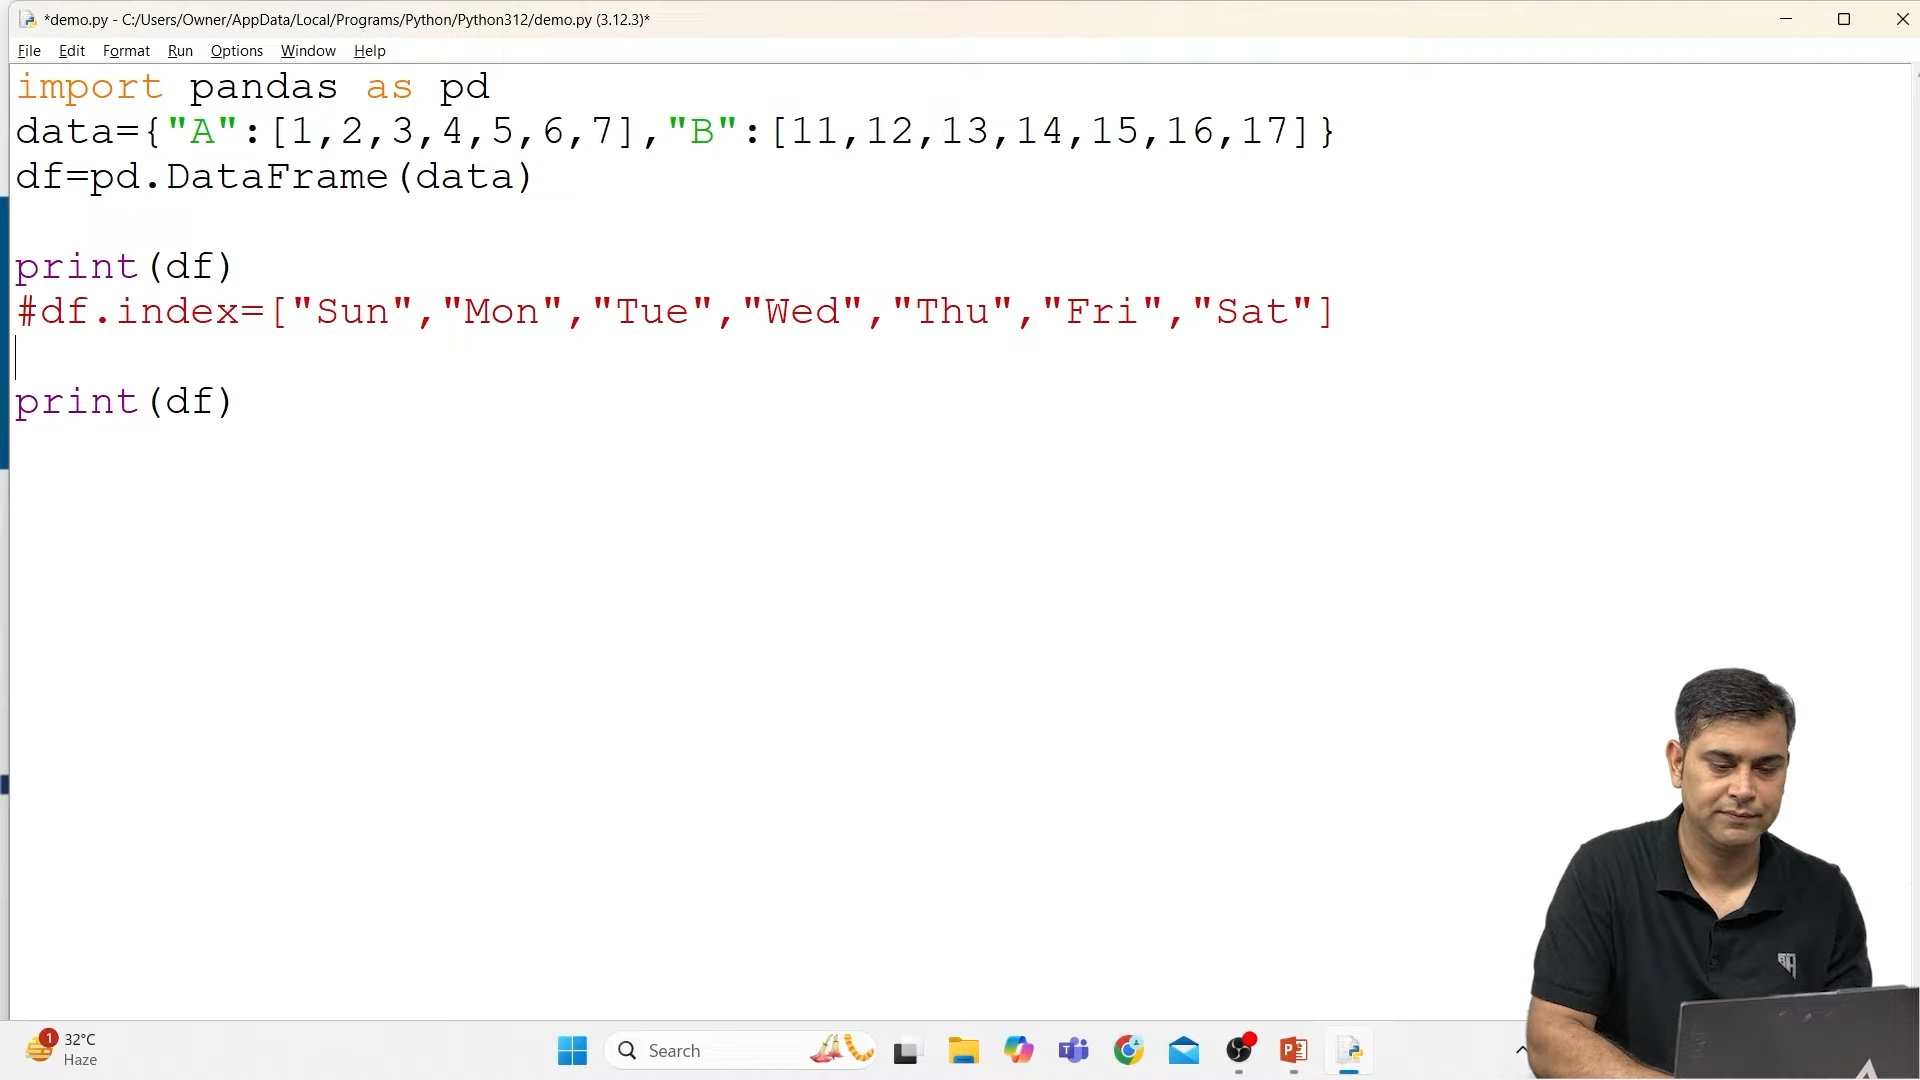 *demo.py - C:/Users/Owner/AppData/Local/Programs/Python/Python312/demo.py (3.12.3)*
File Edit Format Run Options Window Help
import pandas as pd
data={"A":[1,2,3,4,5,6,7],"B":[11,12,13,14,15,16,17]}
df=pd.DataFrame(data)
print(df)
#df.index=["Sun","Mon","Tue","Wed","Thu","Fri","Sat"]
print(df)
1
32°C
Haze
Search